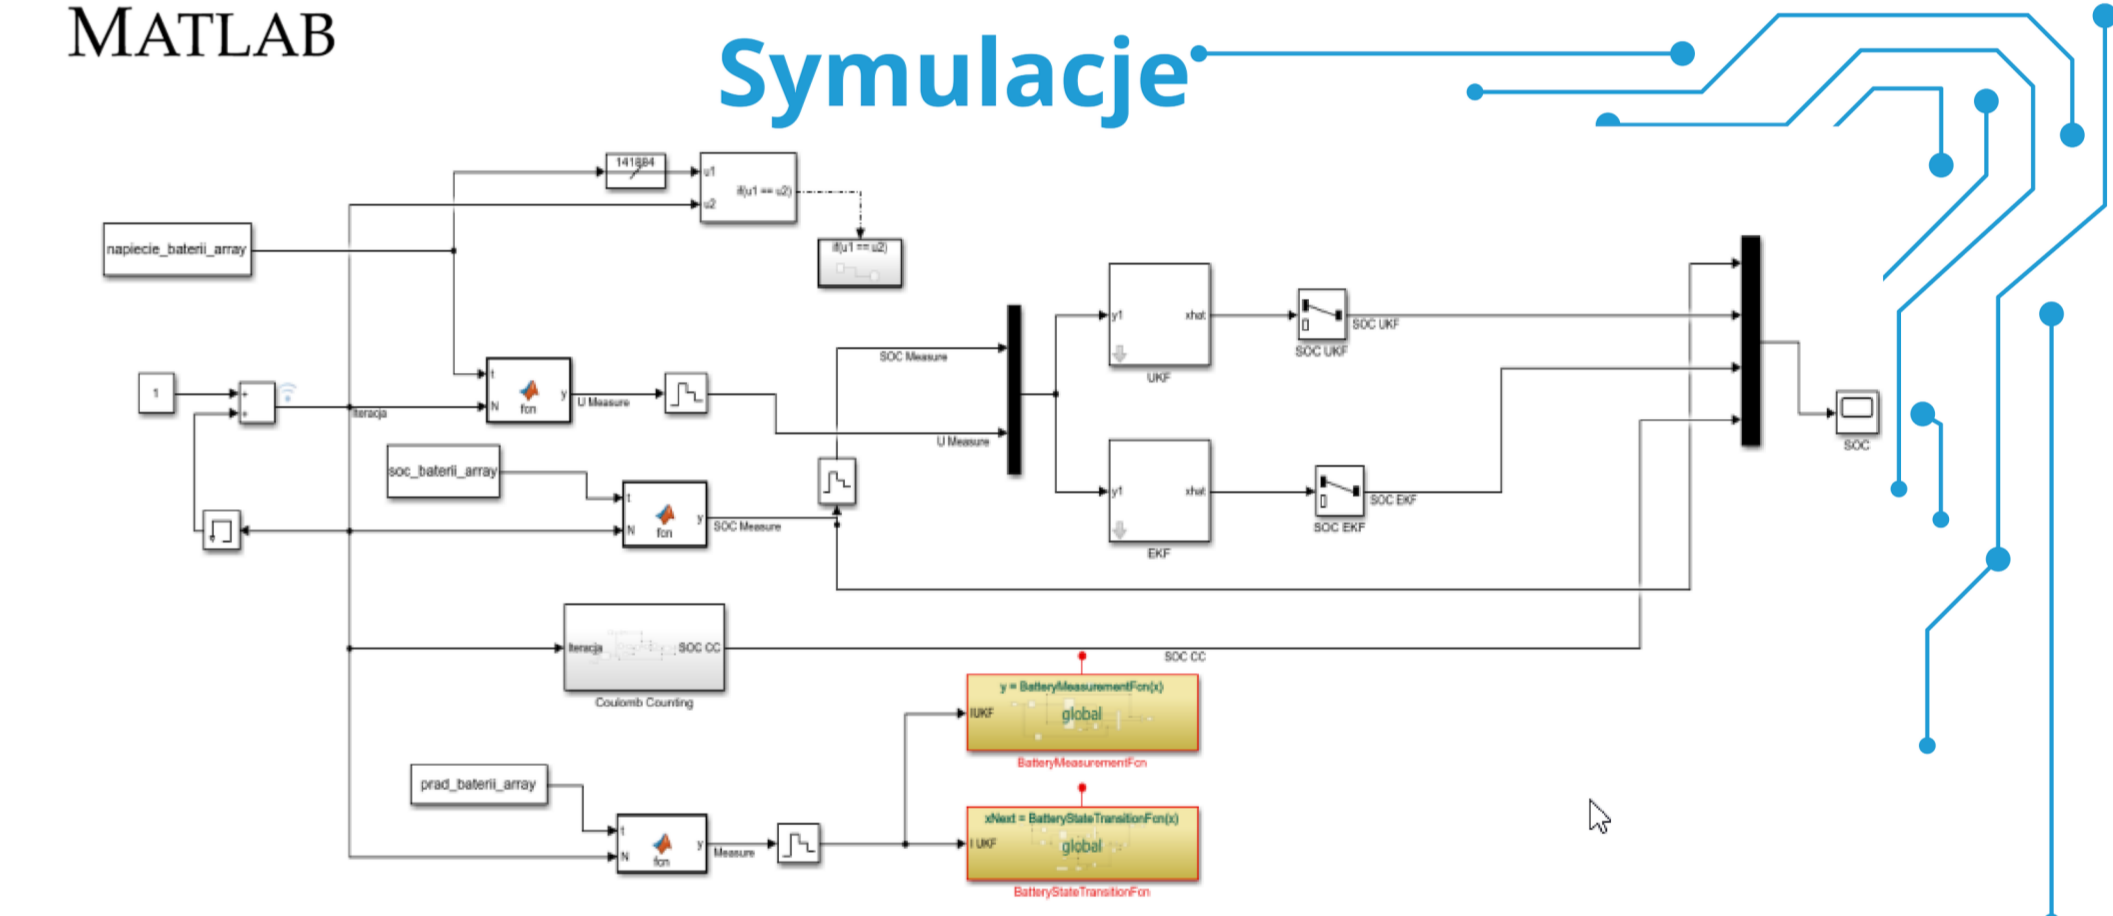 MATLAB
Symulacje
141884
u1
if(u1 == u2)
u2
if(u1 == u2)
napiecie_baterii_array
1
+
+
Iteracja
t
N
fcn
y
U Measure
SOC Measure
U Measure
y1
xhat
UKF
SOC UKF
SOC UKF
SOC
soc_baterii_array
t
N
fcn
y
SOC Measure
y1
xhat
EKF
SOC EKF
SOC EKF
Iteracja
SOC CC
Coulomb Counting
SOC CC
y = BatteryMeasurementFcn(x)
IUKF
global
BatteryMeasurementFcn
prad_baterii_array
t
N
fcn
y
Measure
xNext = BatteryStateTransitionFcn(x)
I UKF
global
BatteryStateTransitionFcn